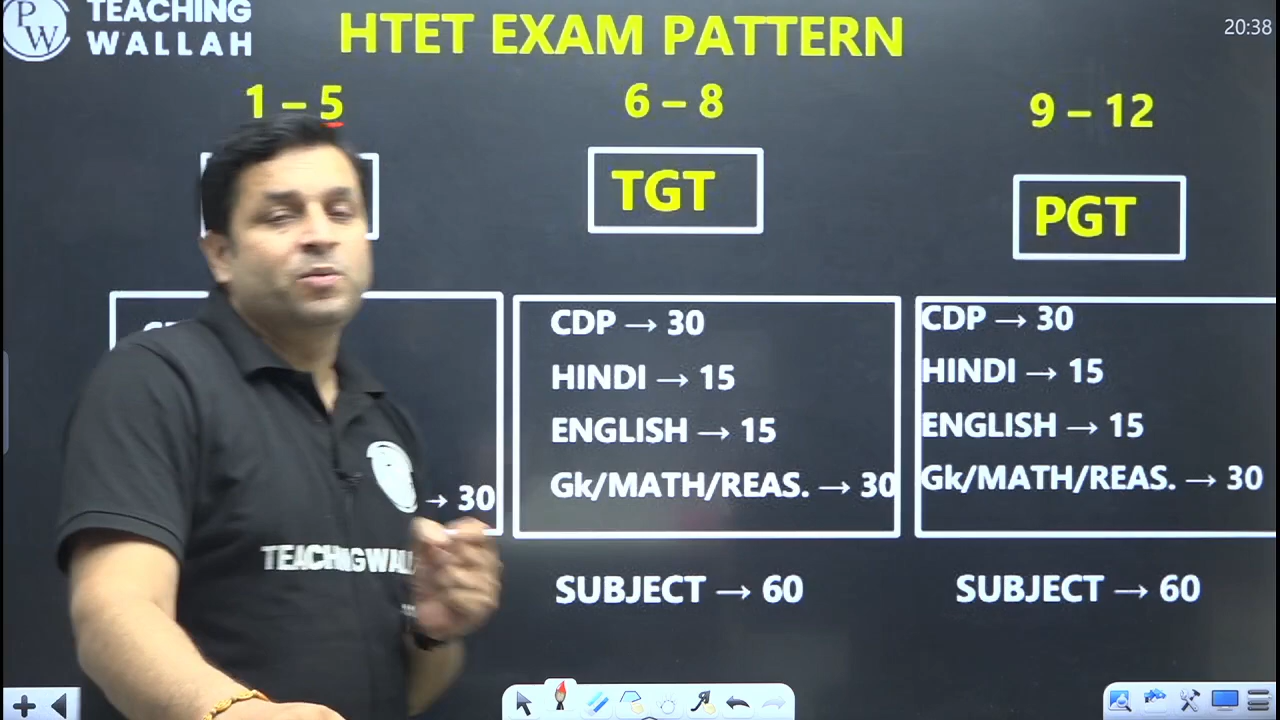 PW TEACHING
WALLAH
HTET EXAM PATTERN
20:38
1 – 5
6 – 8
9 – 12
TGT
PGT
→ 30
CDP → 30
HINDI → 15
ENGLISH → 15
Gk/MATH/REAS. → 30
SUBJECT → 60
CDP → 30
HINDI → 15
ENGLISH → 15
Gk/MATH/REAS. → 30
SUBJECT → 60